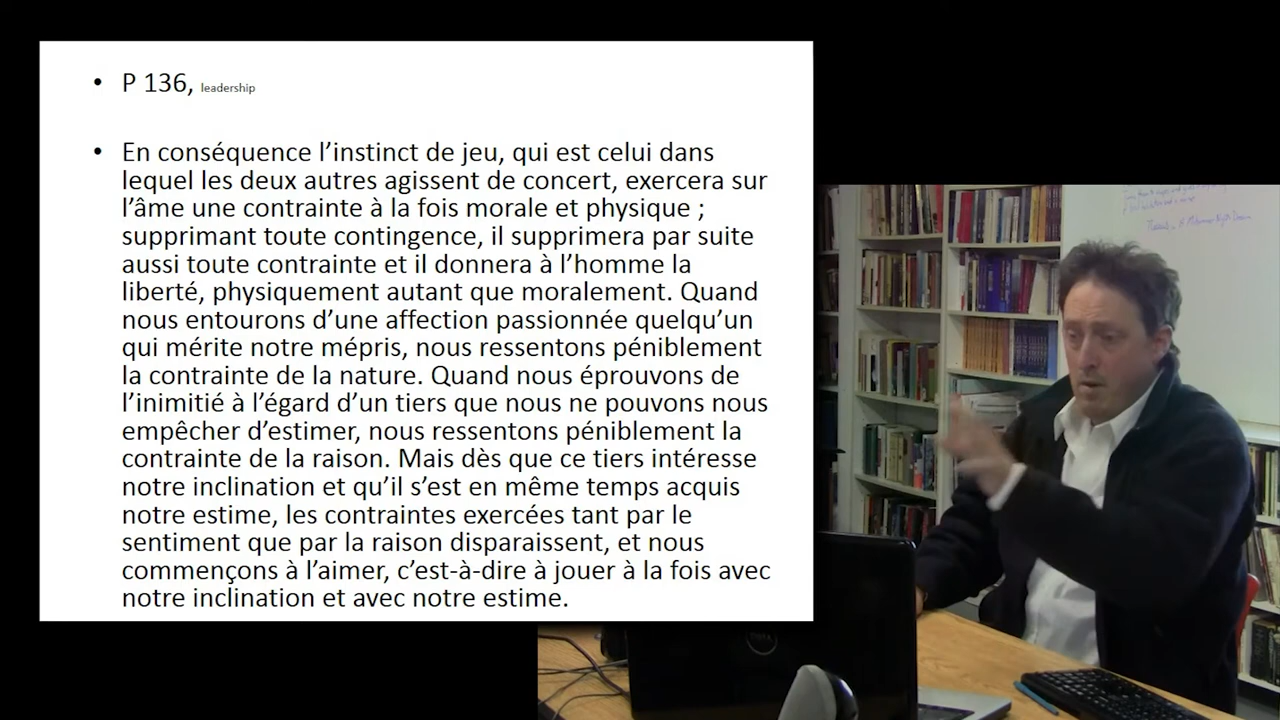 • P 136, leadership
• En conséquence l’instinct de jeu, qui est celui dans
lequel les deux autres agissent de concert, exercera sur
l’âme une contrainte à la fois morale et physique ;
supprimant toute contingence, il supprimera par suite
aussi toute contrainte et il donnera à l’homme la
liberté, physiquement autant que moralement. Quand
nous entourons d’une affection passionnée quelqu’un
qui mérite notre mépris, nous ressentons péniblement
la contrainte de la nature. Quand nous éprouvons de
l’inimitié à l’égard d’un tiers que nous ne pouvons nous
empêcher d’estimer, nous ressentons péniblement la
contrainte de la raison. Mais dès que ce tiers intéresse
notre inclination et qu’il s’est en même temps acquis
notre estime, les contraintes exercées tant par le
sentiment que par la raison disparaissent, et nous
commençons à l’aimer, c’est-à-dire à jouer à la fois avec
notre inclination et avec notre estime.
DELL